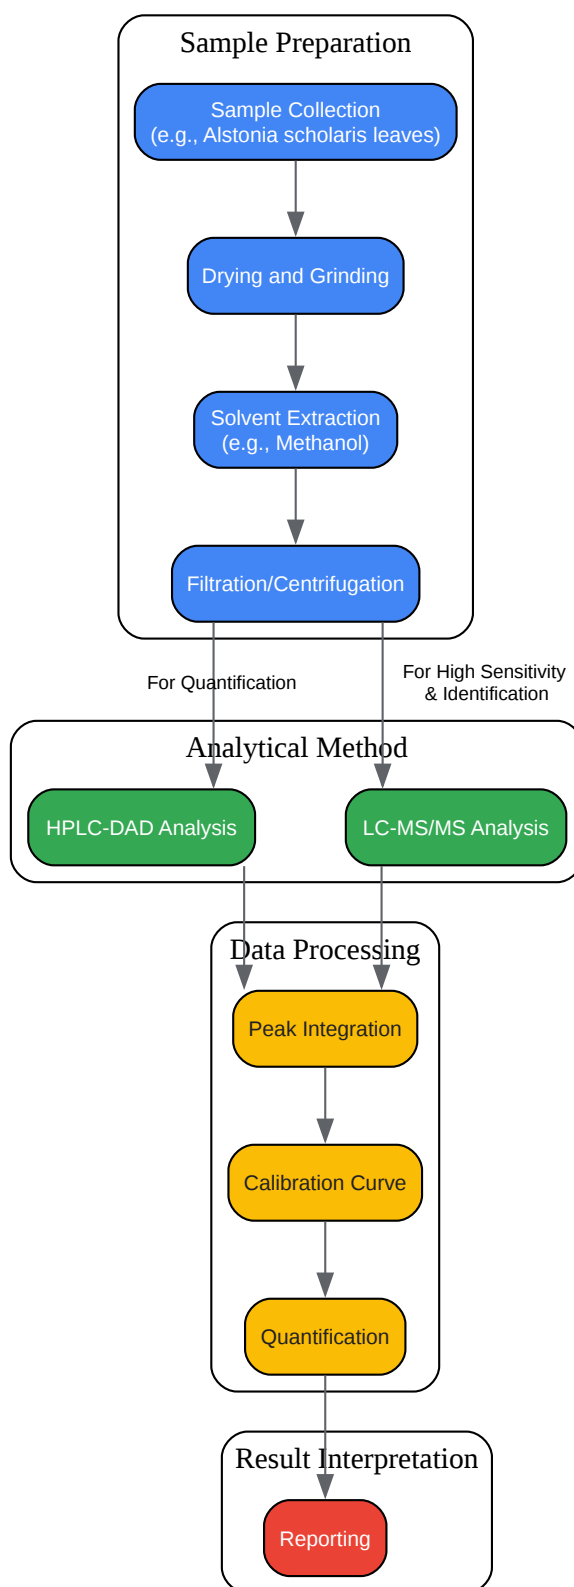 Sample Preparation
Sample Collection
(e.g., Alstonia scholaris leaves)
Drying and Grinding
Solvent Extraction
(e.g., Methanol)
Filtration/Centrifugation
For Quantification
For High Sensitivity
& Identification
Analytical Method
HPLC-DAD Analysis
LC-MS/MS Analysis
Data Processing
Peak Integration
Calibration Curve
Quantification
Result Interpretation
Reporting